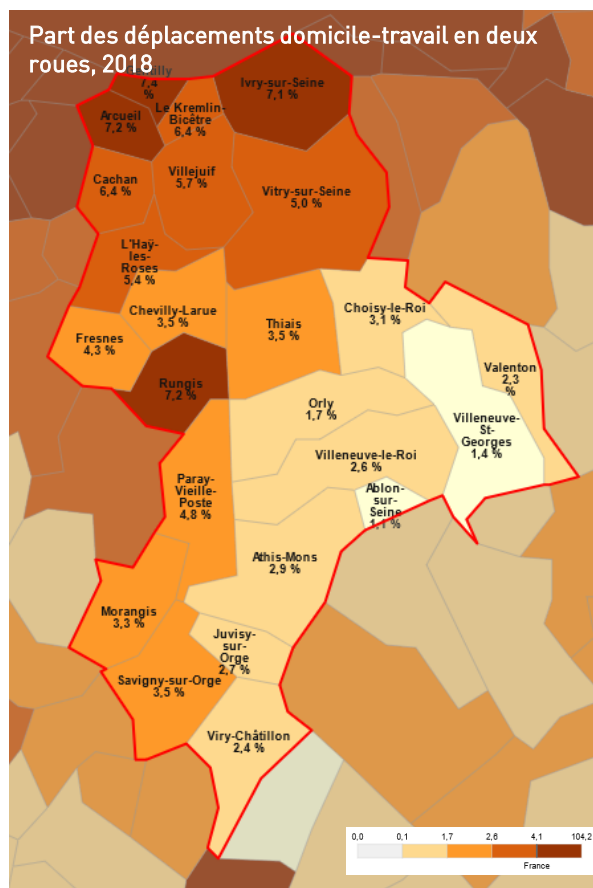 Part des déplacements domicile-travail en deux
roues, 2018
7,4
%
Ivry-sur-Seine
7,1 %
Arcueil
7,2 %
Le Kremlin-
Bicêtre
6,4 %
Cachan
6,4 %
Villejuif
5,7 %
Vitry-sur-Seine
5,0 %
L'Haÿ-
les-
Roses
5,4 %
Chevilly-Larue
3,5 %
Fresnes
4,3 %
Thiais
3,5 %
Choisy-le-Roi
3,1 %
Valenton
2,3
%
Rungis
7,2 %
Orly
1,7 %
Villeneuve-
St-
Georges
1,4 %
Villeneuve-le-Roi
2,6 %
Paray-
Vieille-
Poste
4,8 %
Ablon-
sur-
Seine
1,1 %
Athis-Mons
2,9 %
Morangis
3,3 %
Juvisy-
sur-
Orge
2,7 %
Savigny-sur-Orge
3,5 %
Viry-Châtillon
2,4 %
0,0 0,1 1,7 2,6 4,1 104,2
France